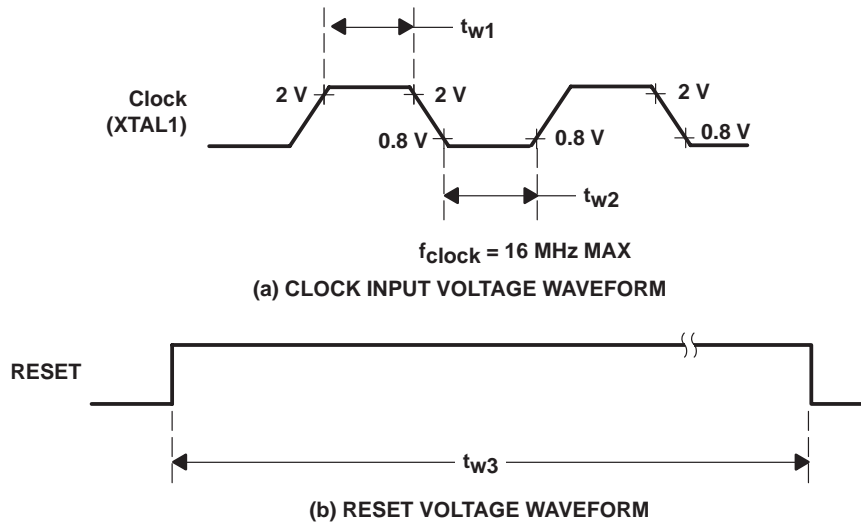 tw1
2 V
2 V
2 V
Clock
(XTAL1)
0.8 V
0.8 V
0.8 V
tw2
fclock = 16 MHz MAX
(a) CLOCK INPUT VOLTAGE WAVEFORM
RESET
tw3
(b) RESET VOLTAGE WAVEFORM